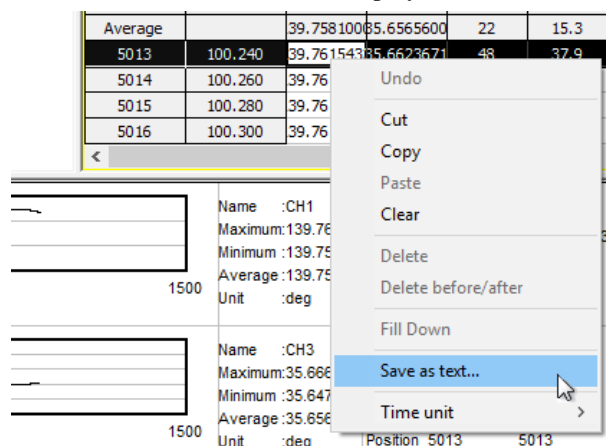 Average 39.7581000 35.6565600 22 15.3
5013 100.240 39.761543 35.6623671 48 37.9
5014 100.260 39.76
5015 100.280 39.76
5016 100.300 39.76
<
Undo
Cut
Copy
Paste
Clear
Delete
Delete before/after
Fill Down
Save as text...
Time unit >
1500
Name :CH1
Maximum:139.76
Minimum :139.75
Average :139.75
Unit :deg
1500
Name :CH3
Maximum:35.666
Minimum :35.647
Average :35.656
Unit :deg
Position 5013 5013